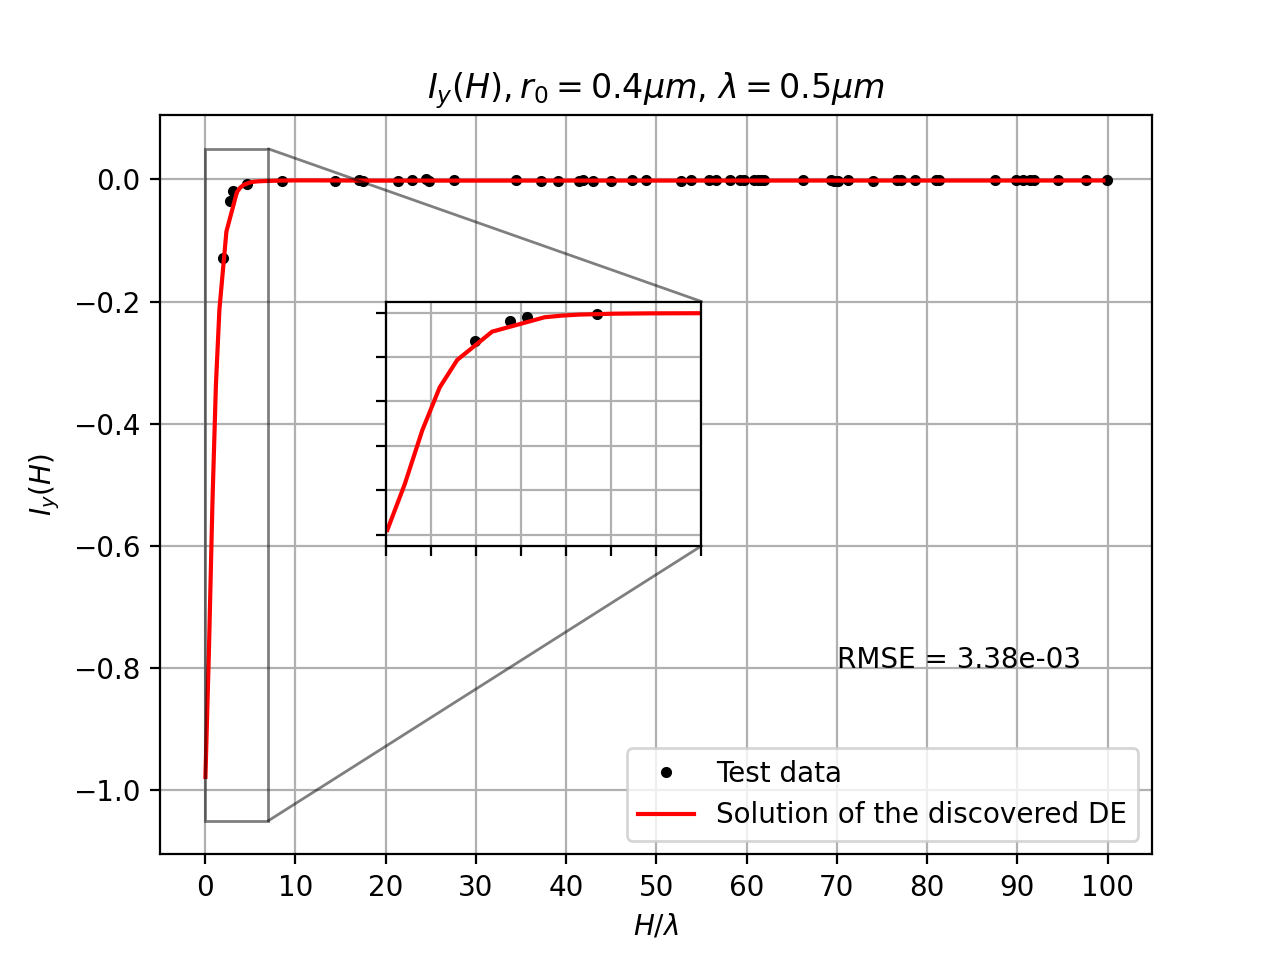 I_y(H), r_0 = 0.4μm, λ = 0.5μm
I_y(H)
0.0
−0.2
−0.4
−0.6
−0.8
−1.0
RMSE = 3.38e-03
Test data
Solution of the discovered DE
0 10 20 30 40 50 60 70 80 90 100
H/λ